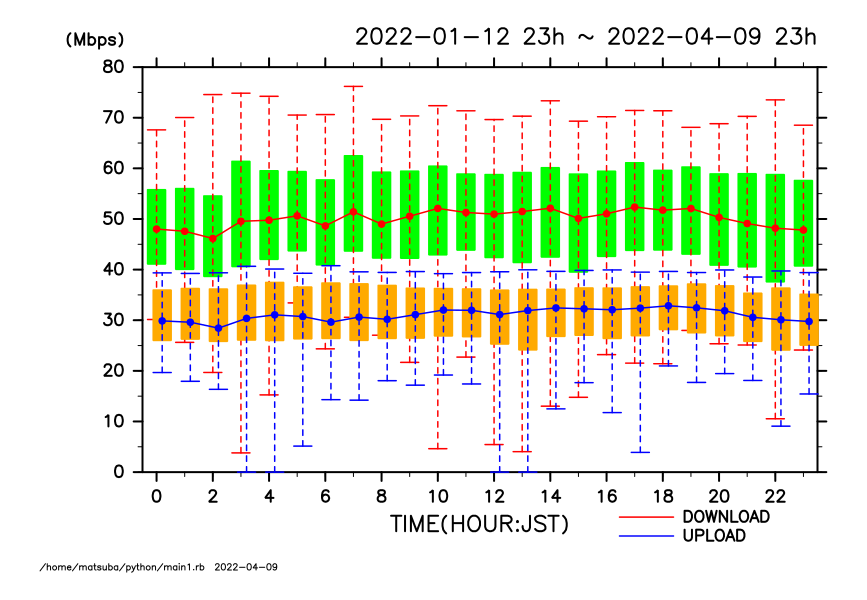 (Mbps) 2022-01-12 23h ~ 2022-04-09 23h
80
70
60
50
40
30
20
10
0
0 2 4 6 8 10 12 14 16 18 20 22
TIME(HOUR:JST)
DOWNLOAD
UPLOAD
/home/matsuba/python/main1.rb 2022-04-09